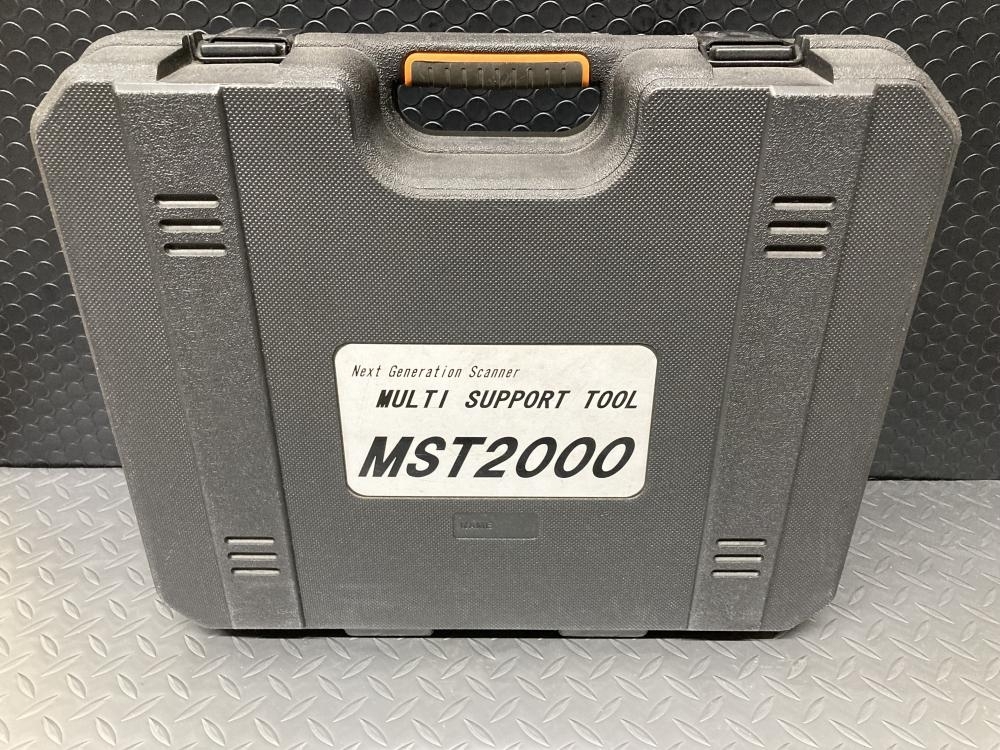 Next Generation Scanner
MULTI SUPPORT TOOL
MST2000
NAME